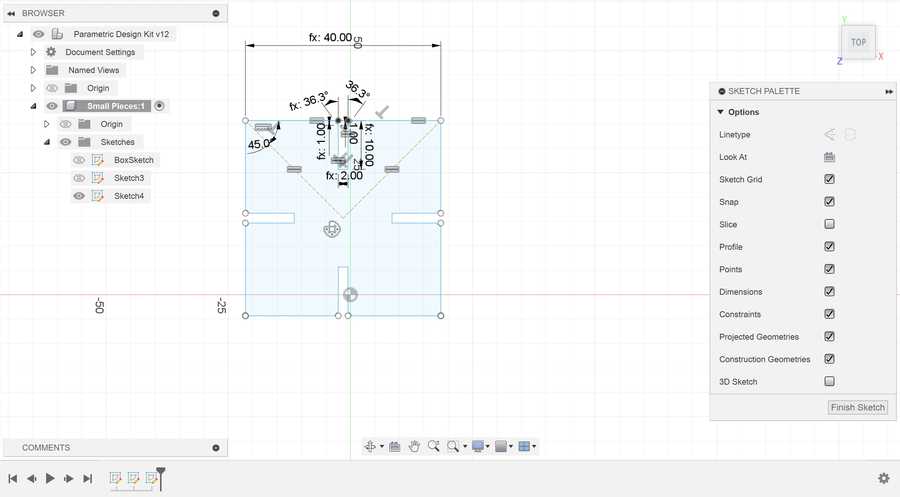 BROWSER
Parametric Design Kit v12
Document Settings
Named Views
Origin
Small Pieces:1
Origin
Sketches
BoxSketch
Sketch3
Sketch4
fx: 40.00
50
fx: 36.3°
36.3°
45.0°
fx: 1.00
1.00
fx: 10.00
25
fx: 2.00
-50
-25
Y
TOP
X
Z
SKETCH PALETTE
Options
Linetype
Look At
Sketch Grid
Snap
Slice
Profile
Points
Dimensions
Constraints
Projected Geometries
Construction Geometries
3D Sketch
Finish Sketch
COMMENTS